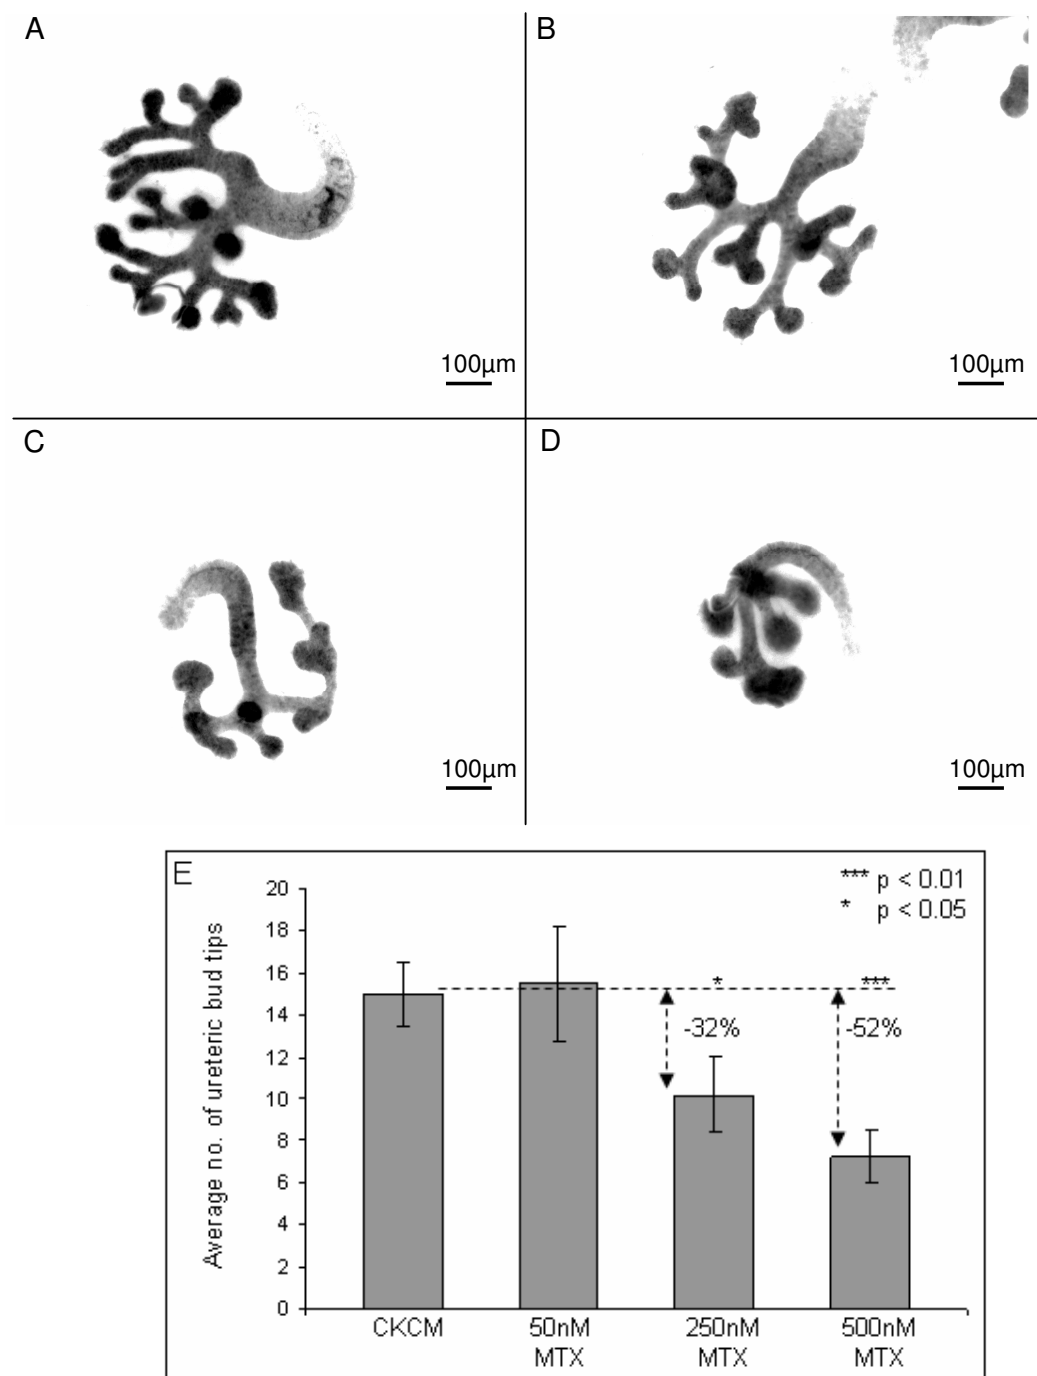 A
B
100µm
100µm
C
D
100µm
100µm
E
*** p < 0.01
* p < 0.05
Average no. of ureteric bud tips
20
18
16
14
12
10
8
6
4
2
0
*
***
-32%
-52%
CKCM
50nM
MTX
250nM
MTX
500nM
MTX